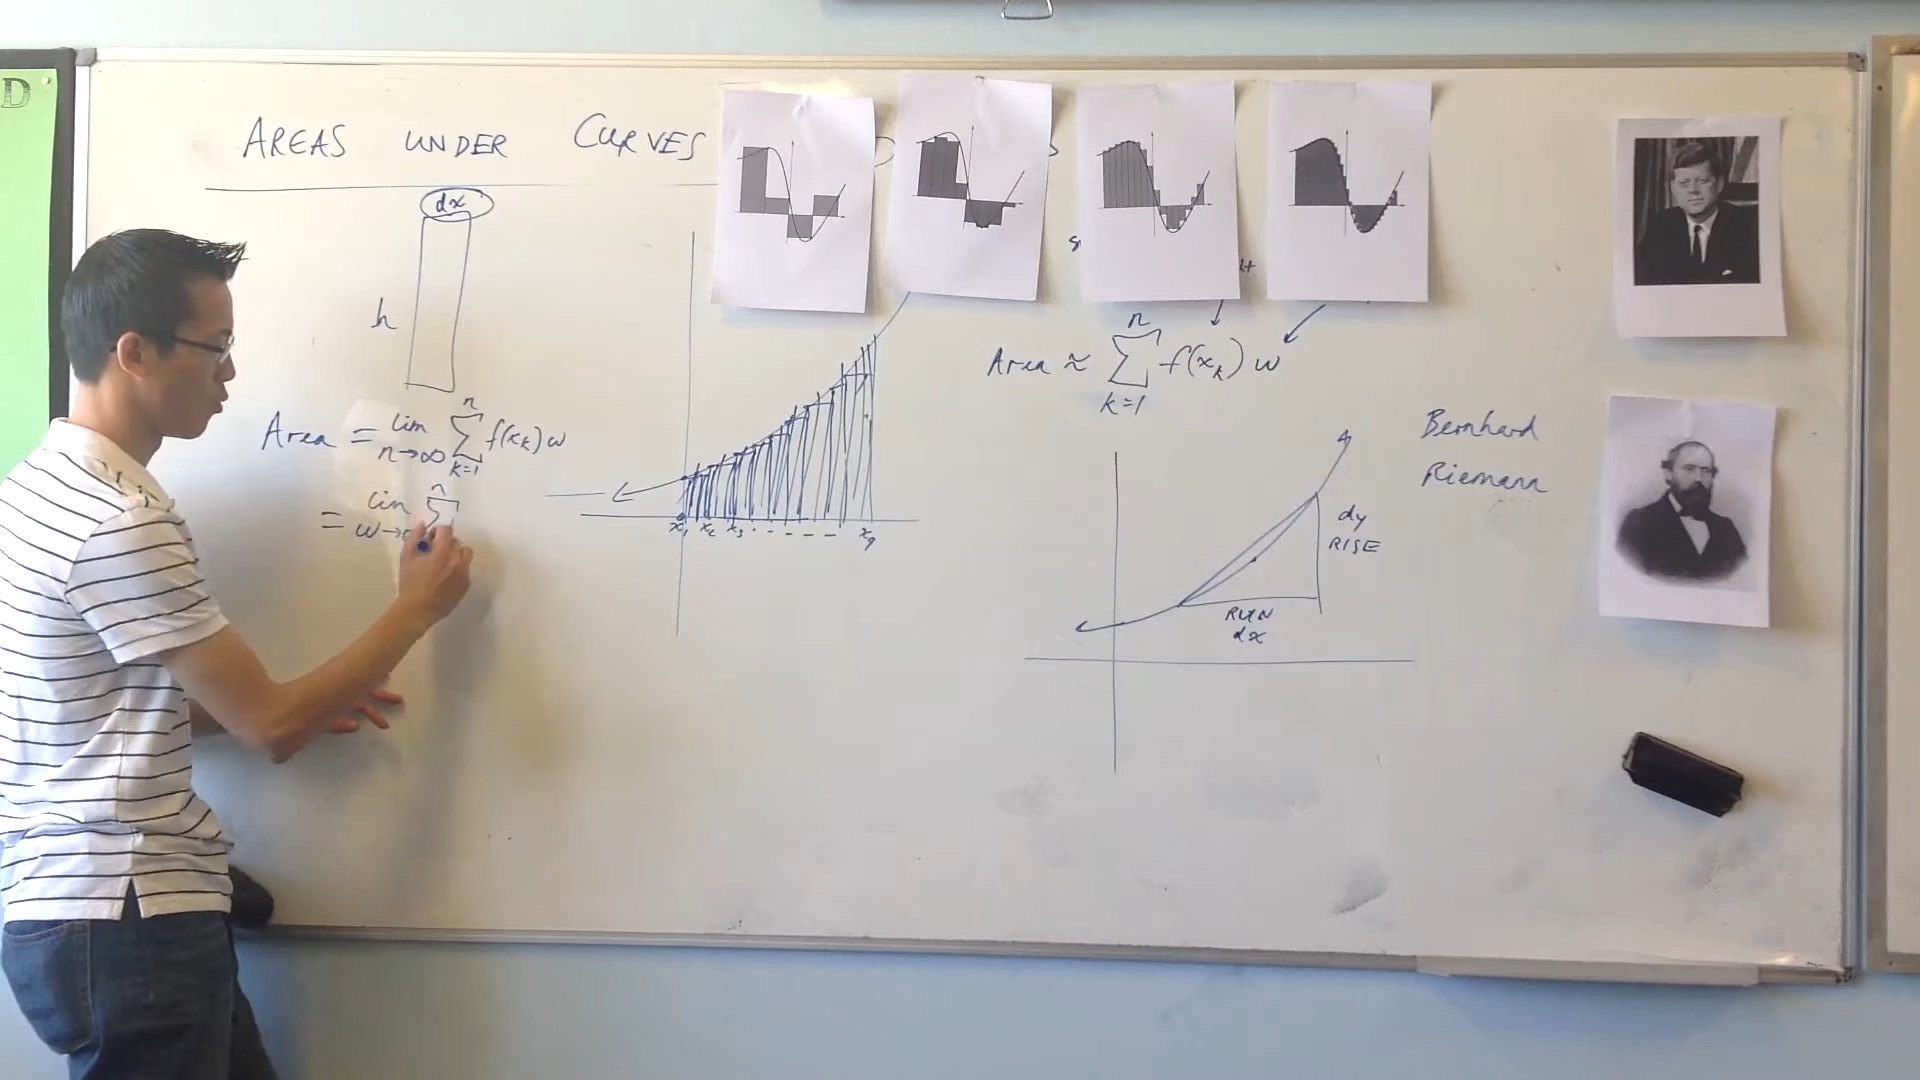 D
AREAS UNDER CURVES
dx
h
Area = lim n→∞ n Σ k=1 f(xₖ) w
= lim w→ n Σ
x₁ x₂ x₃ · - - - - - x₉
Area ≈ n Σ k=1 f(xₖ) w
dy
RISE
RUN
dx
Bernhard
Riemann